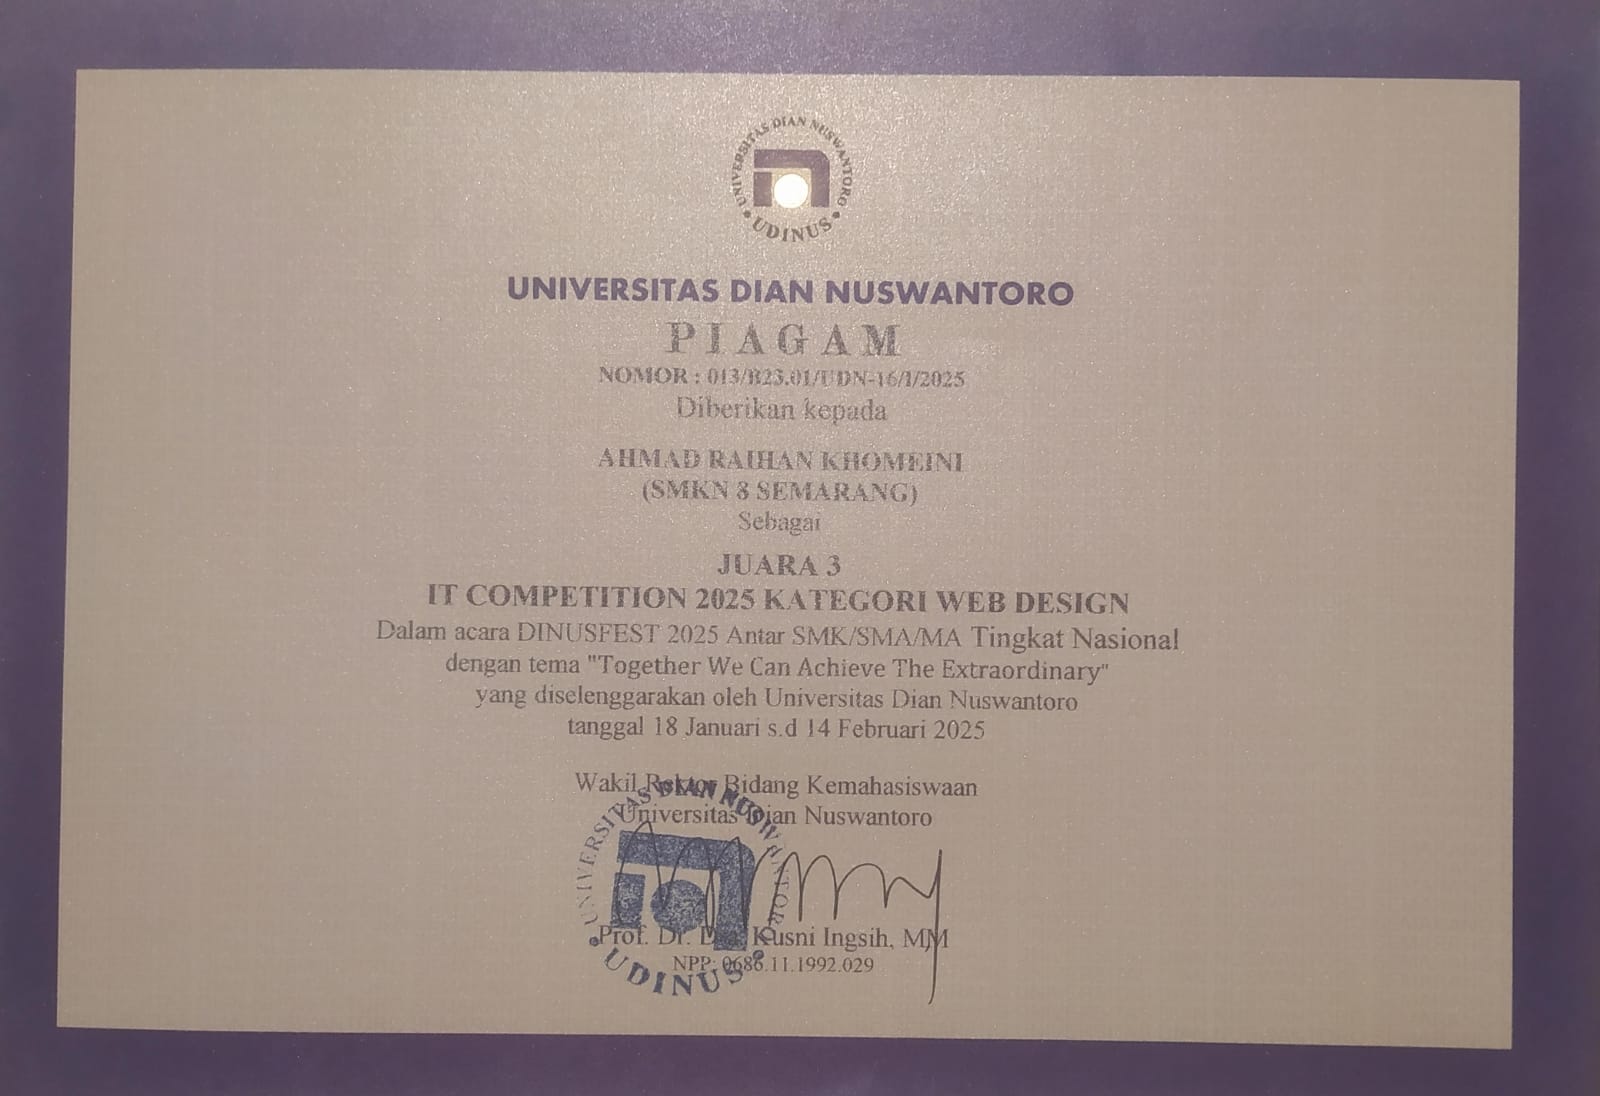 UNIVERSITAS DIAN NUSWANTORO
UDINUS
UNIVERSITAS DIAN NUSWANTORO
PIAGAM
NOMOR : 013/B23.01/UDN-16/I/2025
Diberikan kepada
AHMAD RAIHAN KHOMEINI
(SMKN 8 SEMARANG)
Sebagai
JUARA 3
IT COMPETITION 2025 KATEGORI WEB DESIGN
Dalam acara DINUSFEST 2025 Antar SMK/SMA/MA Tingkat Nasional
dengan tema "Together We Can Achieve The Extraordinary"
yang diselenggarakan oleh Universitas Dian Nuswantoro
tanggal 18 Januari s.d 14 Februari 2025
Wakil Rektor Bidang Kemahasiswaan
Universitas Dian Nuswantoro
UNIVERSITAS DIAN NUSWANTORO
Prof. Dr. Kusni Ingsih, MM
NPP: 0686.11.1992.029
UDINUS